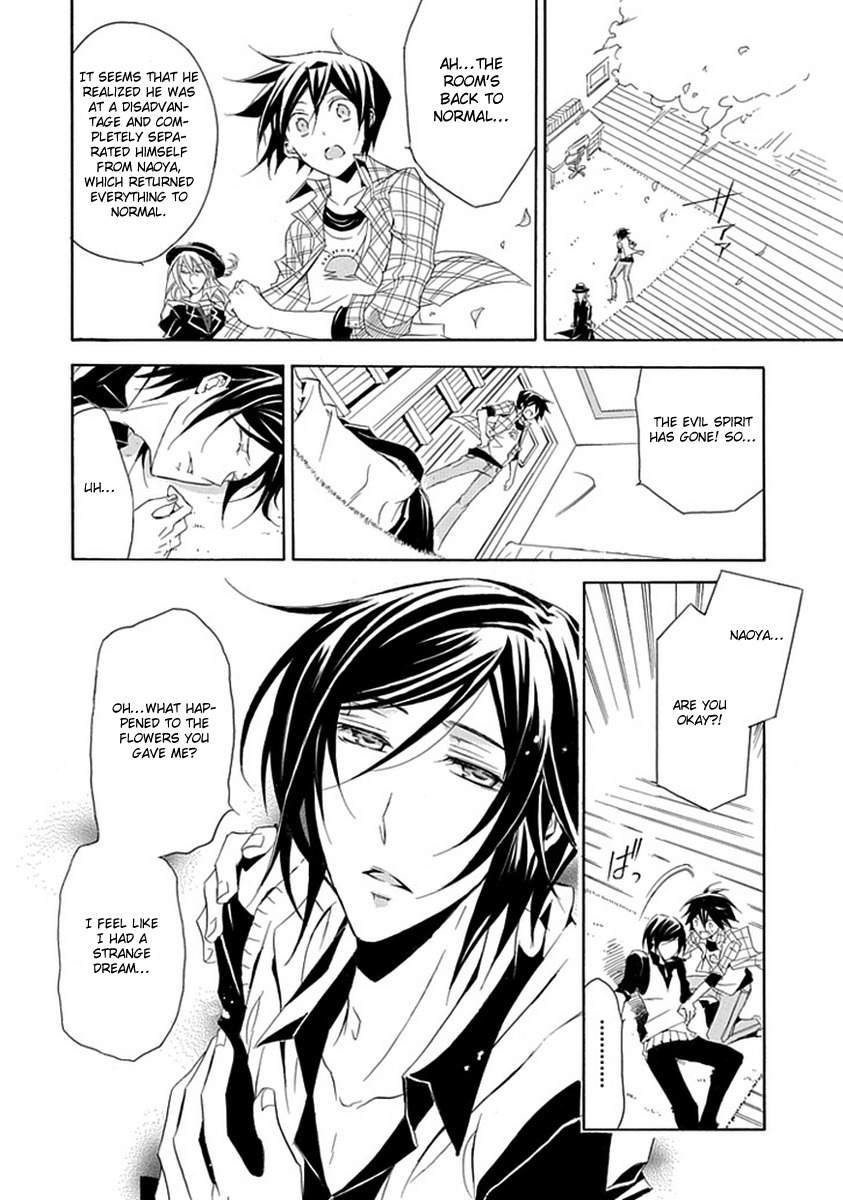 AH...THE
ROOM'S
BACK TO
NORMAL...
IT SEEMS THAT HE
REALIZED HE WAS
AT A DISADVAN-
TAGE AND COM-
PLETELY SEPA-
RATED HIMSELF
FROM NAOYA,
WHICH RETURNED
EVERYTHING TO
NORMAL.
THE EVIL SPIRIT
HAS GONE! SO...
UH...
NAOYA...
ARE YOU
OKAY?!
ばっ
.........
OH...WHAT HAP-
PENED TO THE
FLOWERS YOU
GAVE ME?
I FEEL LIKE
I HAD A
STRANGE
DREAM...